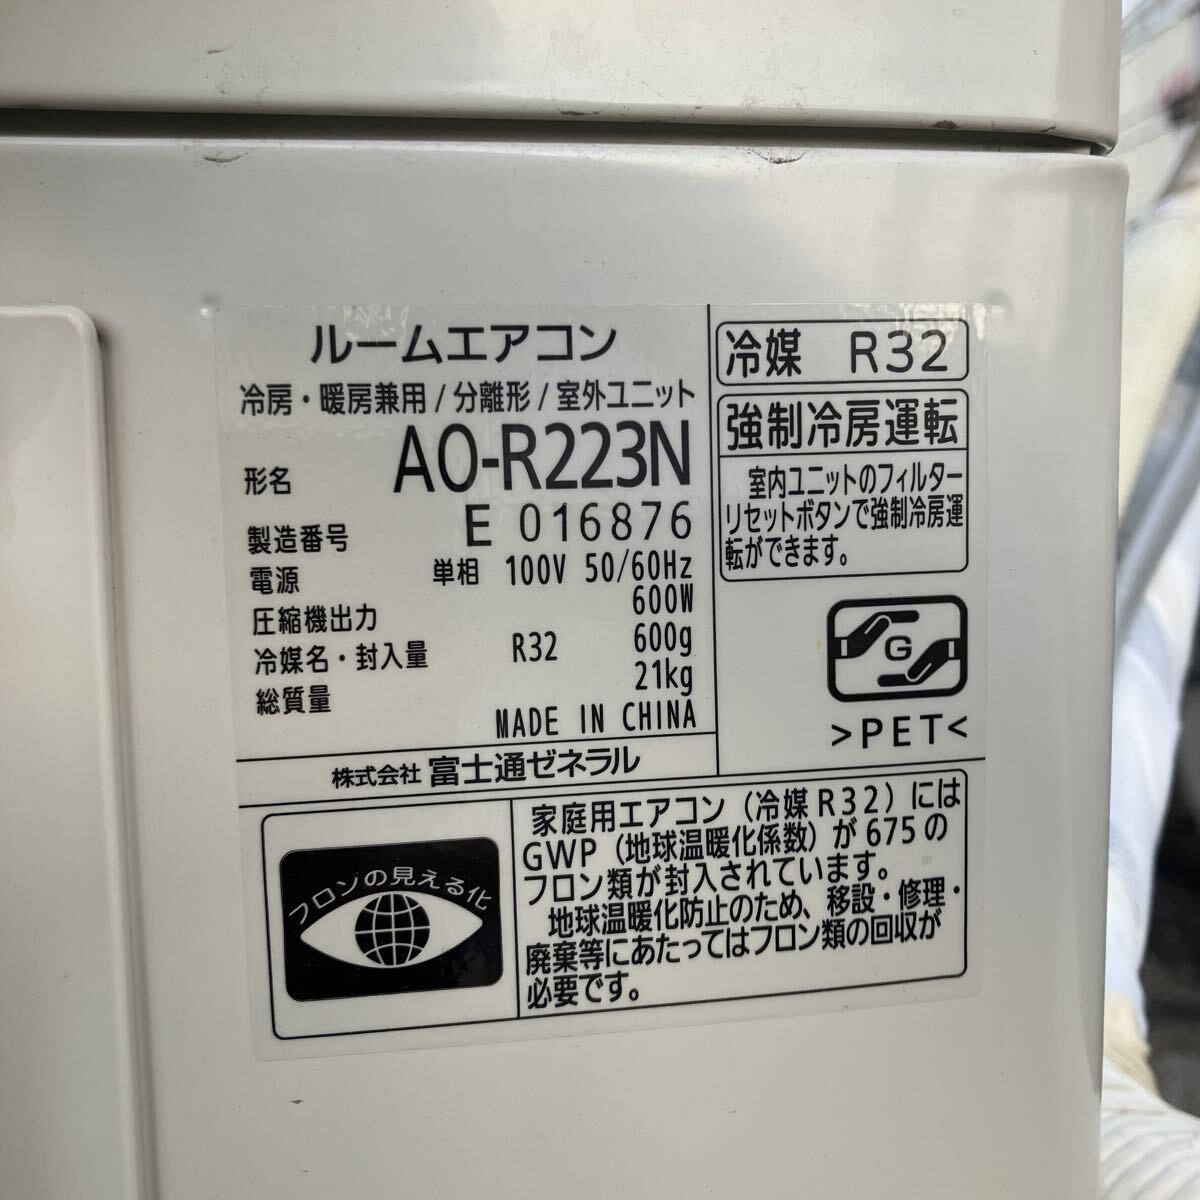 ルームエアコン
冷房・暖房兼用/分離形/室外ユニット
形名 AO-R223N
製造番号 E 016876
電源 単相 100V 50/60Hz
圧縮機出力 600W
冷媒名・封入量 R32 600g
総質量 21kg
MADE IN CHINA
株式会社 富士通ゼネラル
冷媒 R32
強制冷房運転
室内ユニットのフィルター
リセットボタンで強制冷房運
転ができます。
G
>PET<
フロンの見える化
家庭用エアコン(冷媒R32)には
GWP(地球温暖化係数)が675の
フロン類が封入されています。
地球温暖化防止のため、移設・修理・
廃棄等にあたってはフロン類の回収が
必要です。